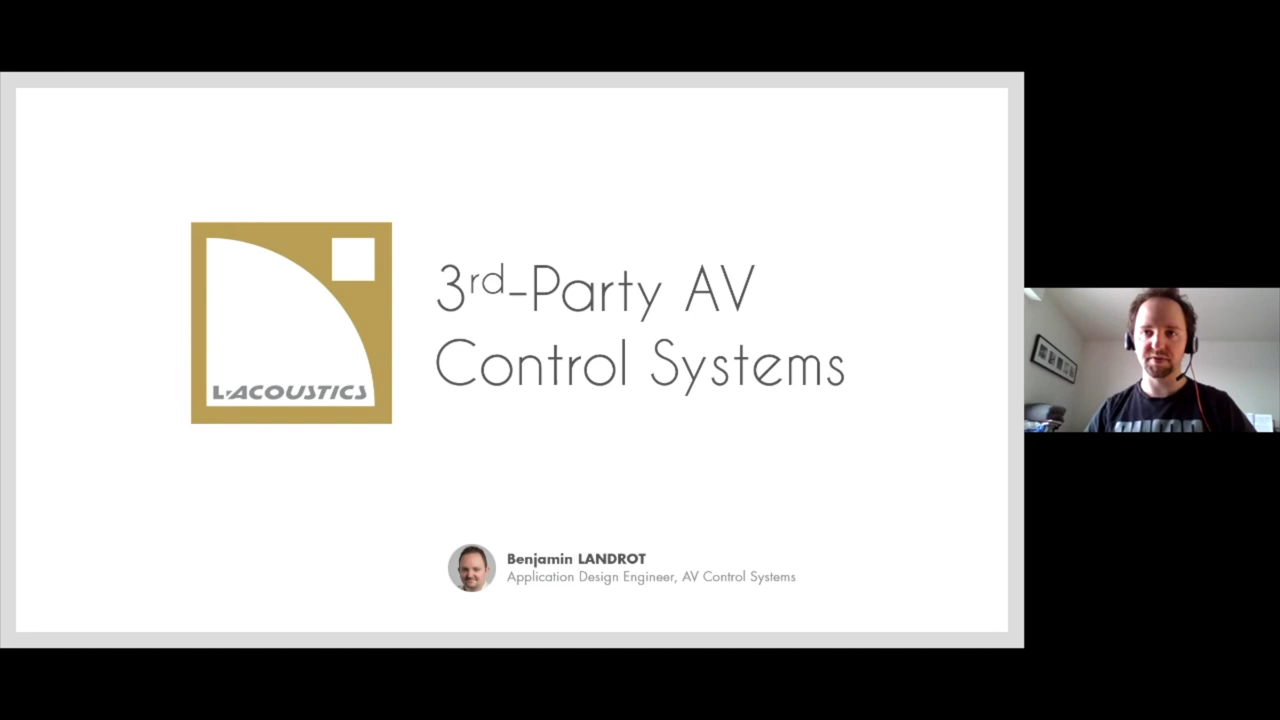 L-ACOUSTICS
3rd-Party AV
Control Systems
Benjamin LANDROT
Application Design Engineer, AV Control Systems